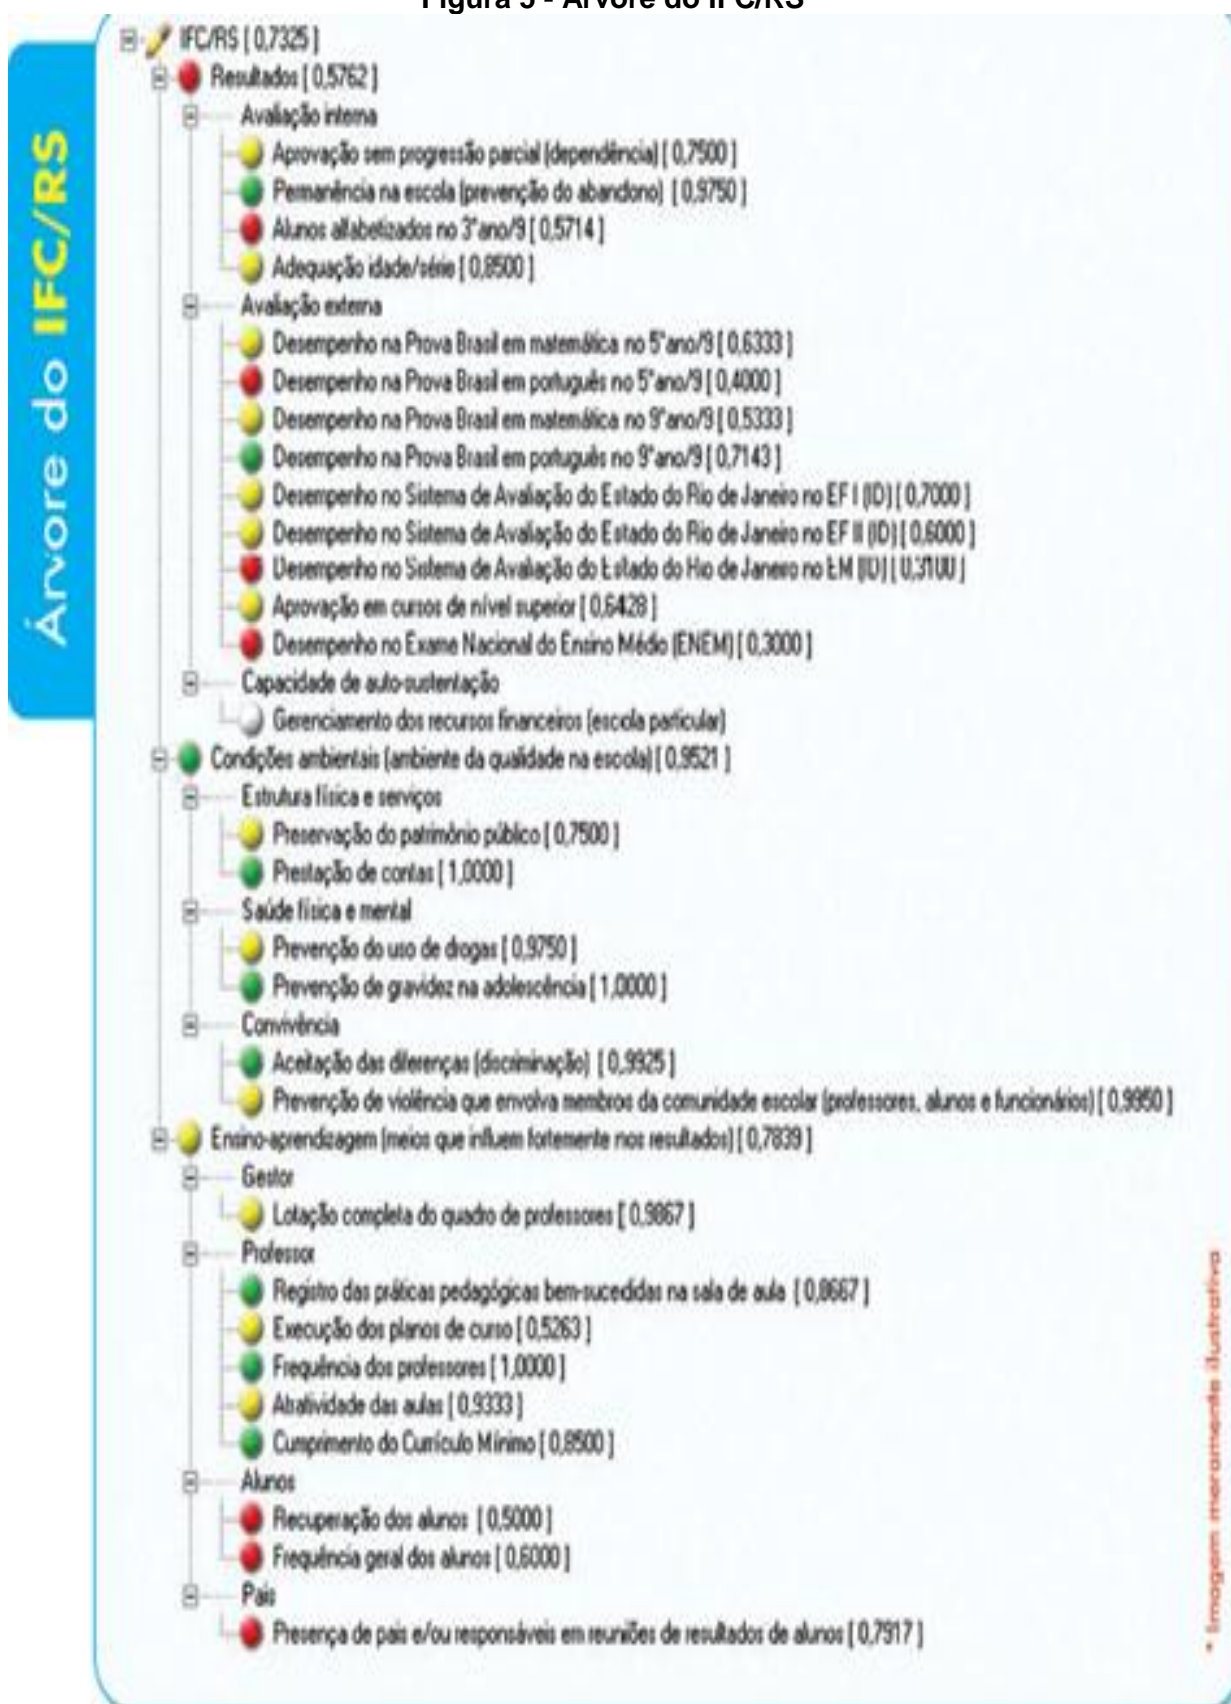 Figura 5 - Árvore do IFC/RS
Árvore do IFC/RS
IFC/RS [ 0,7325 ]
Resultados [ 0,5762 ]
Avaliação interna
Aprovação sem progressão parcial (dependência) [ 0,7500 ]
Permanência na escola (prevenção do abandono) [ 0,9750 ]
Alunos alfabetizados no 3°ano/9 [ 0,5714 ]
Adequação idade/série [ 0,8500 ]
Avaliação externa
Desempenho na Prova Brasil em matemática no 5°ano/9 [ 0,6333 ]
Desempenho na Prova Brasil em português no 5°ano/9 [ 0,4000 ]
Desempenho na Prova Brasil em matemática no 9°ano/9 [ 0,5333 ]
Desempenho na Prova Brasil em português no 9°ano/9 [ 0,7143 ]
Desempenho no Sistema de Avaliação do Estado do Rio de Janeiro no EF I (ID) [ 0,7000 ]
Desempenho no Sistema de Avaliação do Estado do Rio de Janeiro no EF II (ID) [ 0,6000 ]
Desempenho no Sistema de Avaliação do Estado do Rio de Janeiro no EM (ID) [ 0,3100 ]
Aprovação em cursos de nível superior [ 0,6428 ]
Desempenho no Exame Nacional do Ensino Médio (ENEM) [ 0,3000 ]
Capacidade de auto-sustentação
Gerenciamento dos recursos financeiros (escola particular)
Condições ambientais (ambiente da qualidade na escola) [ 0,9521 ]
Estrutura física e serviços
Preservação do patrimônio público [ 0,7500 ]
Prestação de contas [ 1,0000 ]
Saúde física e mental
Prevenção do uso de drogas [ 0,9750 ]
Prevenção de gravidez na adolescência [ 1,0000 ]
Convivência
Aceitação das diferenças (discriminação) [ 0,9925 ]
Prevenção de violência que envolva membros da comunidade escolar (professores, alunos e funcionários) [ 0,9950 ]
Ensino-aprendizagem (meios que influem fortemente nos resultados) [ 0,7839 ]
Gestor
Lotação completa do quadro de professores [ 0,9867 ]
Professor
Registro das práticas pedagógicas bem-sucedidas na sala de aula [ 0,8667 ]
Execução dos planos de curso [ 0,5263 ]
Frequência dos professores [ 1,0000 ]
Atratividade das aulas [ 0,9333 ]
Cumprimento do Currículo Mínimo [ 0,8500 ]
Alunos
Recuperação dos alunos [ 0,5000 ]
Frequência geral dos alunos [ 0,6000 ]
Pais
Presença de pais e/ou responsáveis em reuniões de resultados de alunos [ 0,7917 ]
* Imagem meramente ilustrativa